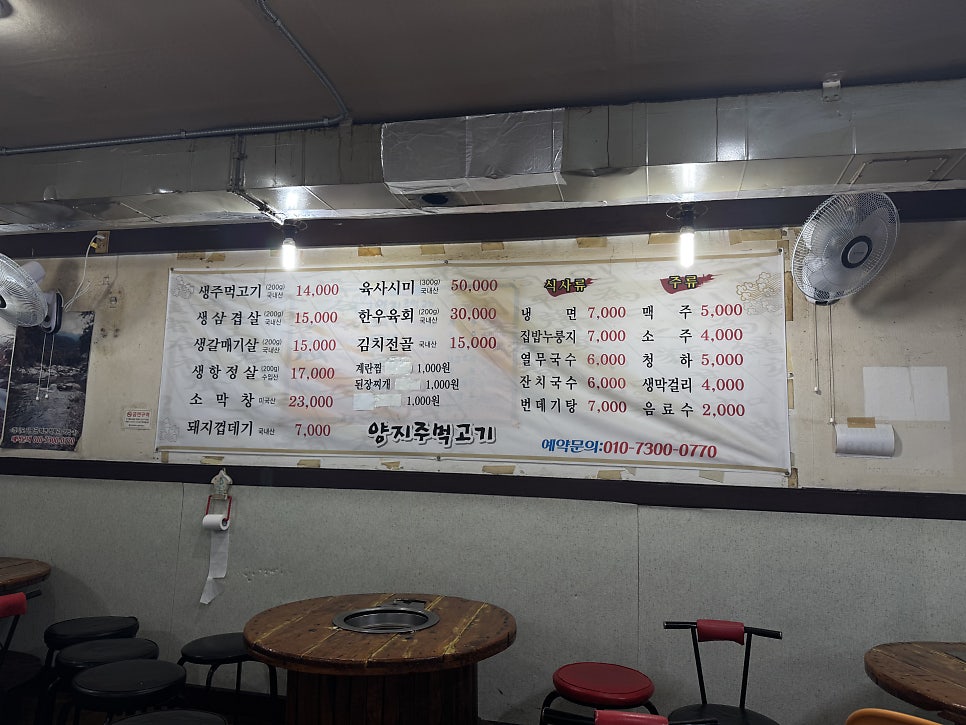 생주먹고기 (200g) 국내산 14,000
생삼겹살 (200g) 국내산 15,000
생갈매기살 (200g) 국내산 15,000
생항정살 (200g) 수입산 17,000
소막창 미국산 23,000
돼지껍데기 국내산 7,000
육사시미 (300g) 국내산 50,000
한우육회 (200g) 국내산 30,000
김치전골 국내산 15,000
계란찜 1,000원
된장찌개 1,000원
1,000원
양지주먹고기
식사류
냉면 7,000
집밥누룽지 7,000
열무국수 6,000
잔치국수 6,000
번데기탕 7,000
주류
맥주 5,000
소주 4,000
청하 5,000
생막걸리 4,000
음료수 2,000
예약문의:010-7300-0770
금연구역